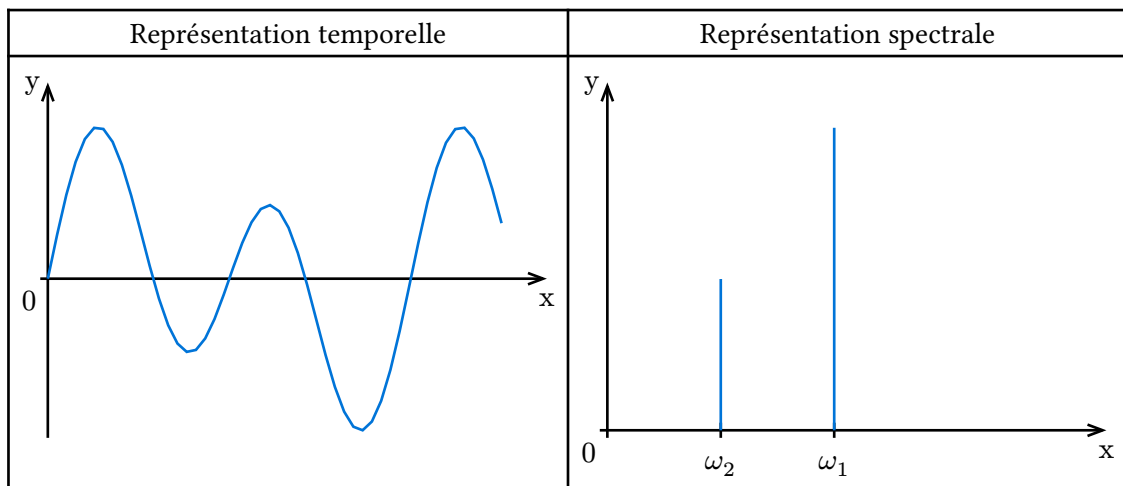 Représentation temporelle
Représentation spectrale
y
0
x
y
0
ω₂
ω₁
x